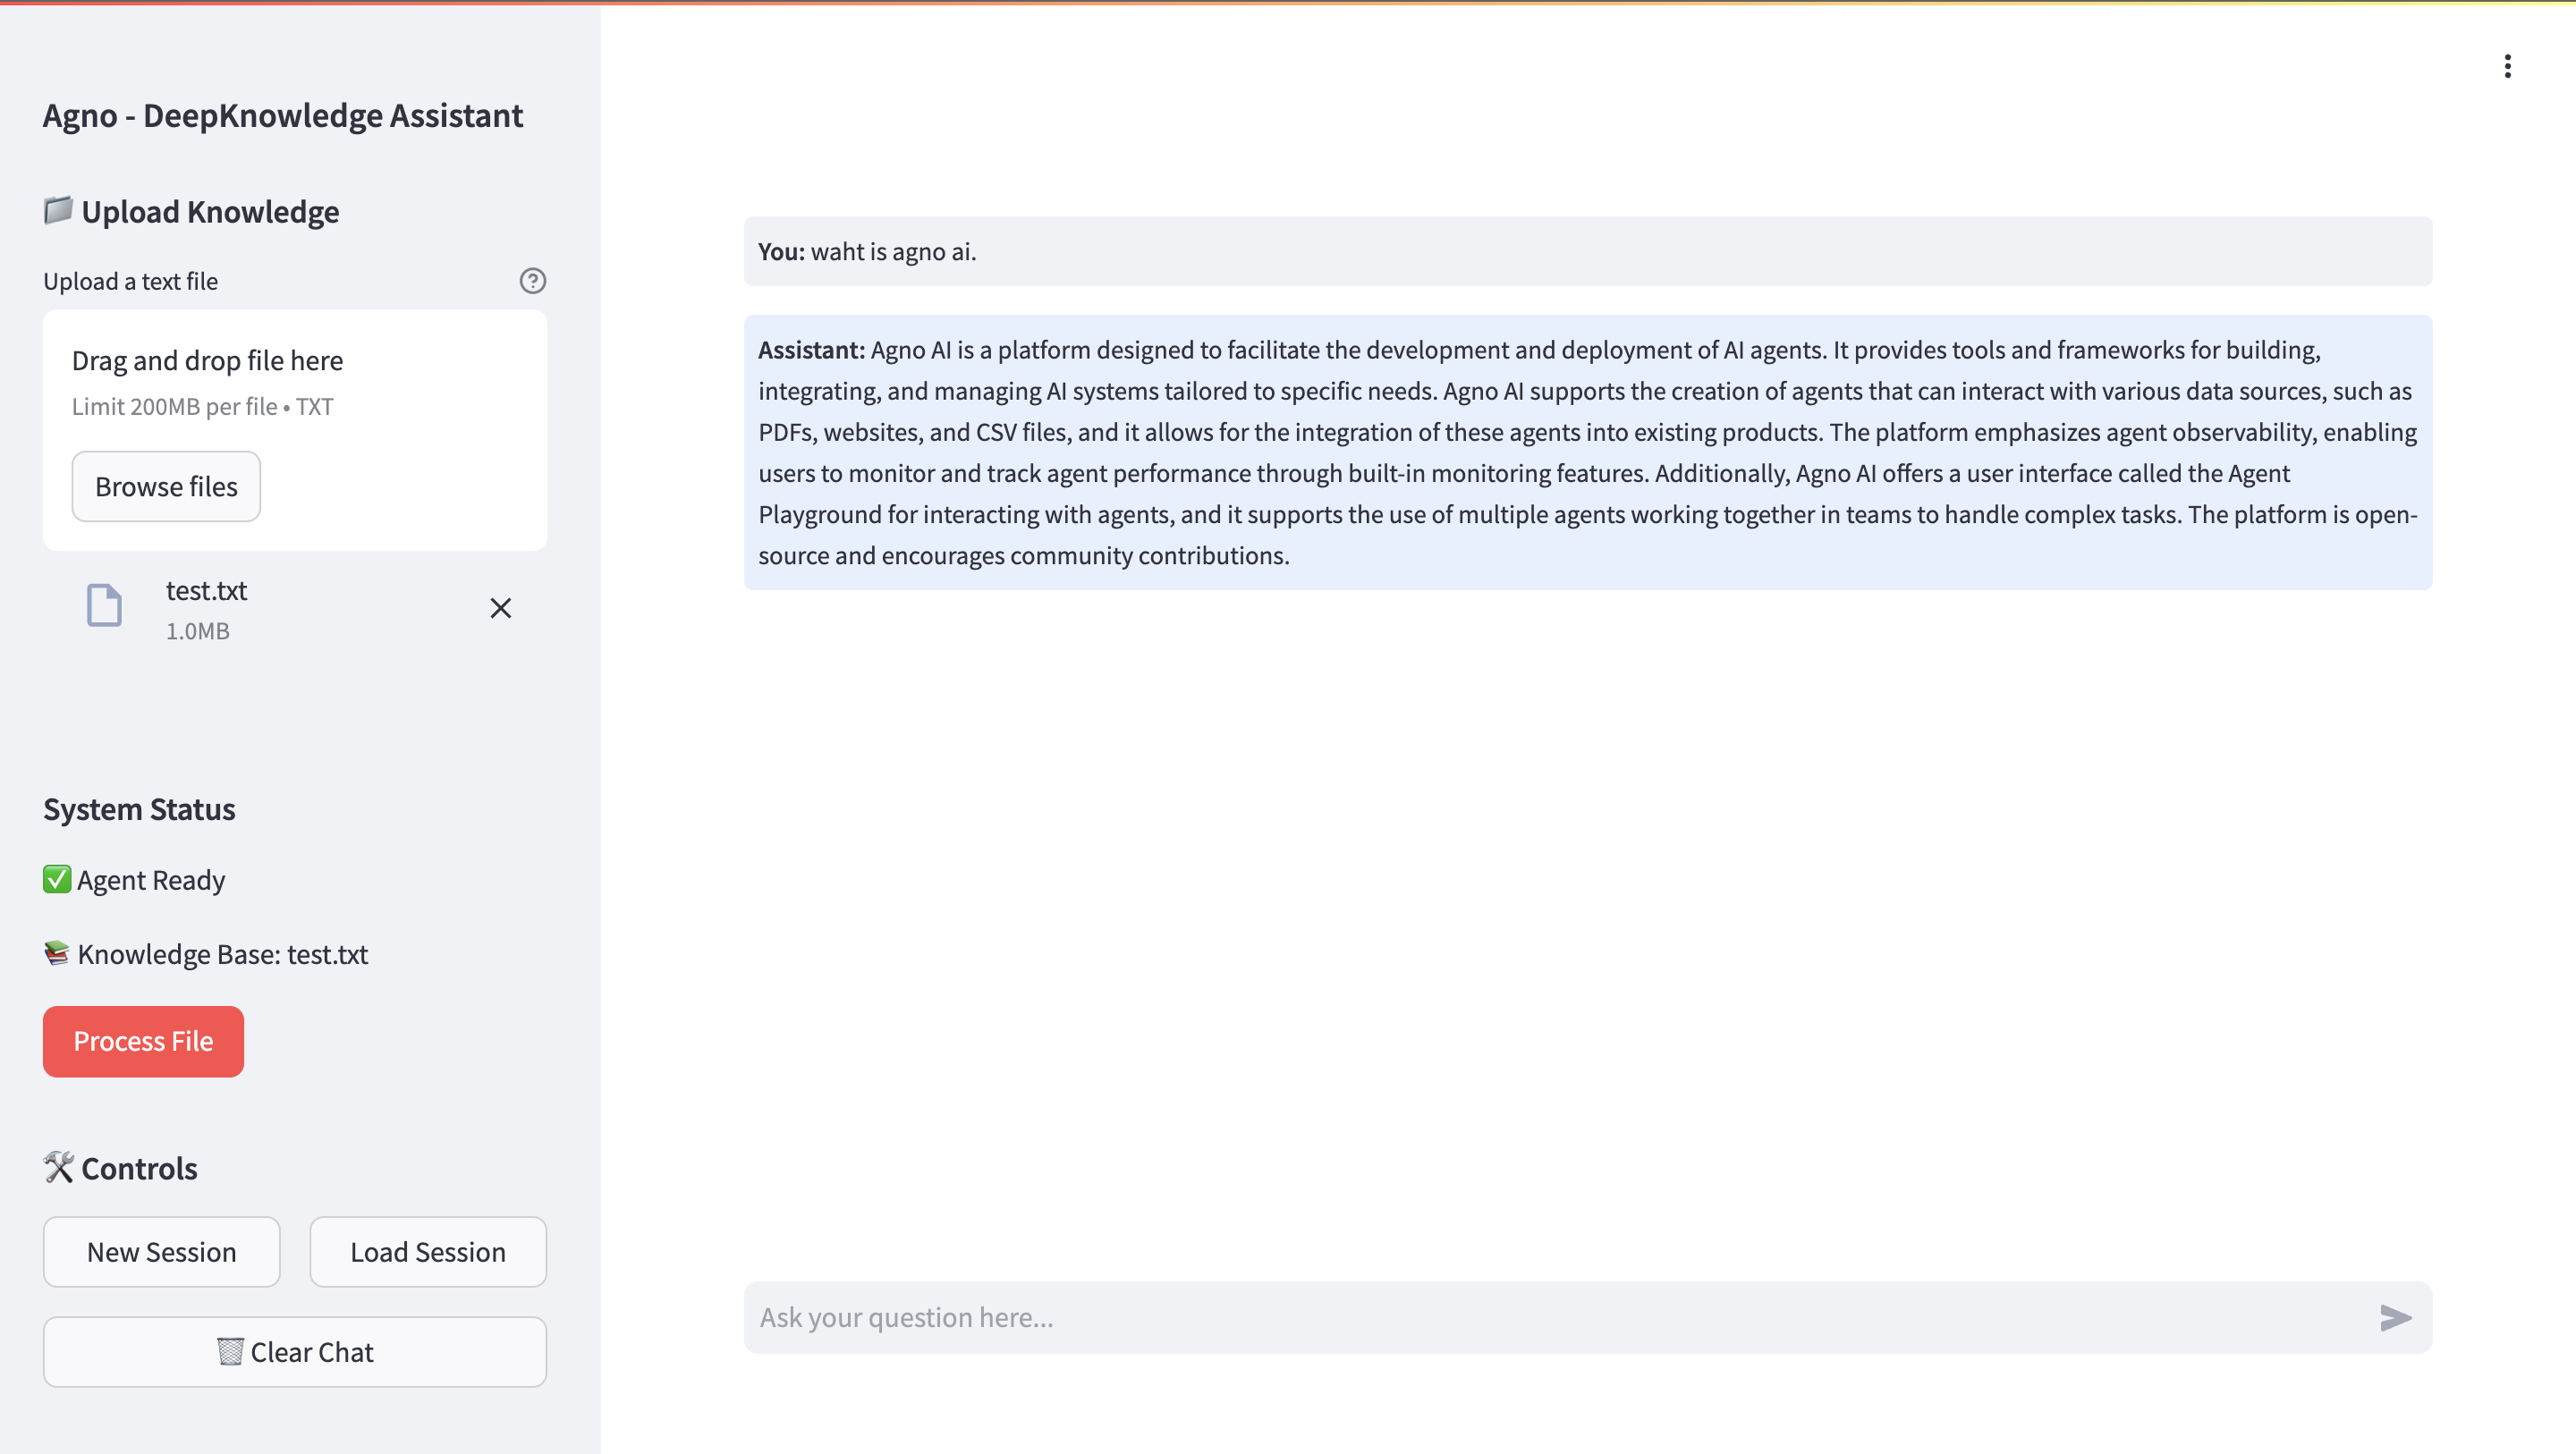 Agno - DeepKnowledge Assistant
Upload Knowledge
Upload a text file
Drag and drop file here
Limit 200MB per file • TXT
Browse files
test.txt
1.0MB
System Status
Agent Ready
Knowledge Base: test.txt
Process File
Controls
New Session
Load Session
Clear Chat
You: waht is agno ai.
Assistant: Agno AI is a platform designed to facilitate the development and deployment of AI agents. It provides tools and frameworks for building,
integrating, and managing AI systems tailored to specific needs. Agno AI supports the creation of agents that can interact with various data sources, such as
PDFs, websites, and CSV files, and it allows for the integration of these agents into existing products. The platform emphasizes agent observability, enabling
users to monitor and track agent performance through built-in monitoring features. Additionally, Agno AI offers a user interface called the Agent
Playground for interacting with agents, and it supports the use of multiple agents working together in teams to handle complex tasks. The platform is open-
source and encourages community contributions.
Ask your question here...